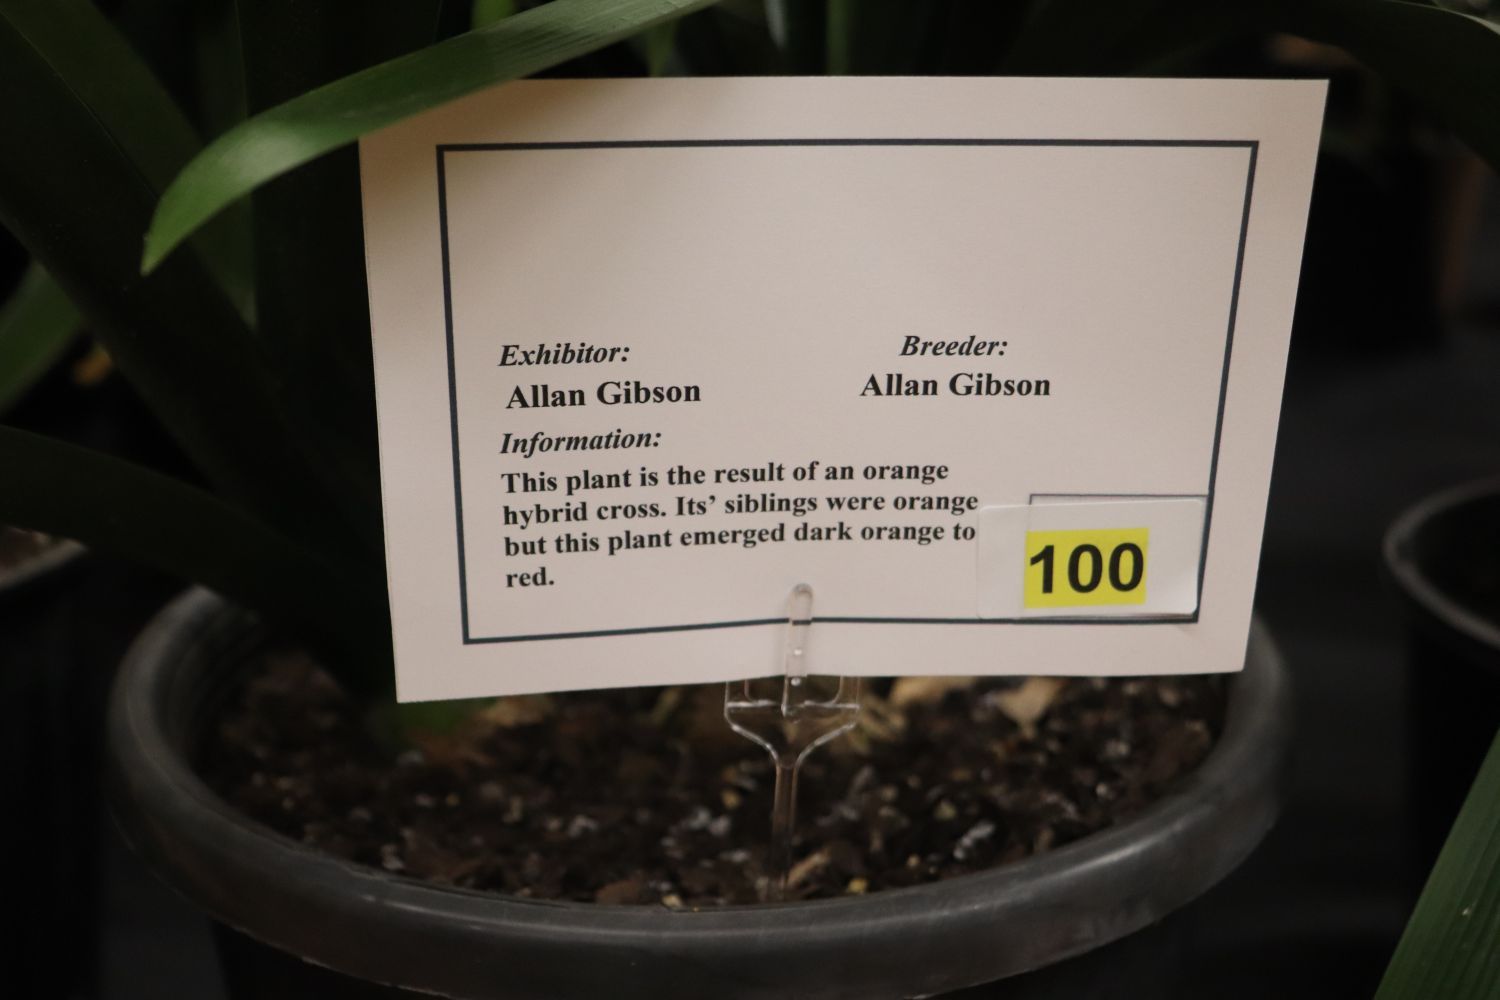 Exhibitor: Breeder:
Allan Gibson Allan Gibson
Information:
This plant is the result of an orange
hybrid cross. Its’ siblings were orange
but this plant emerged dark orange to
red.
100